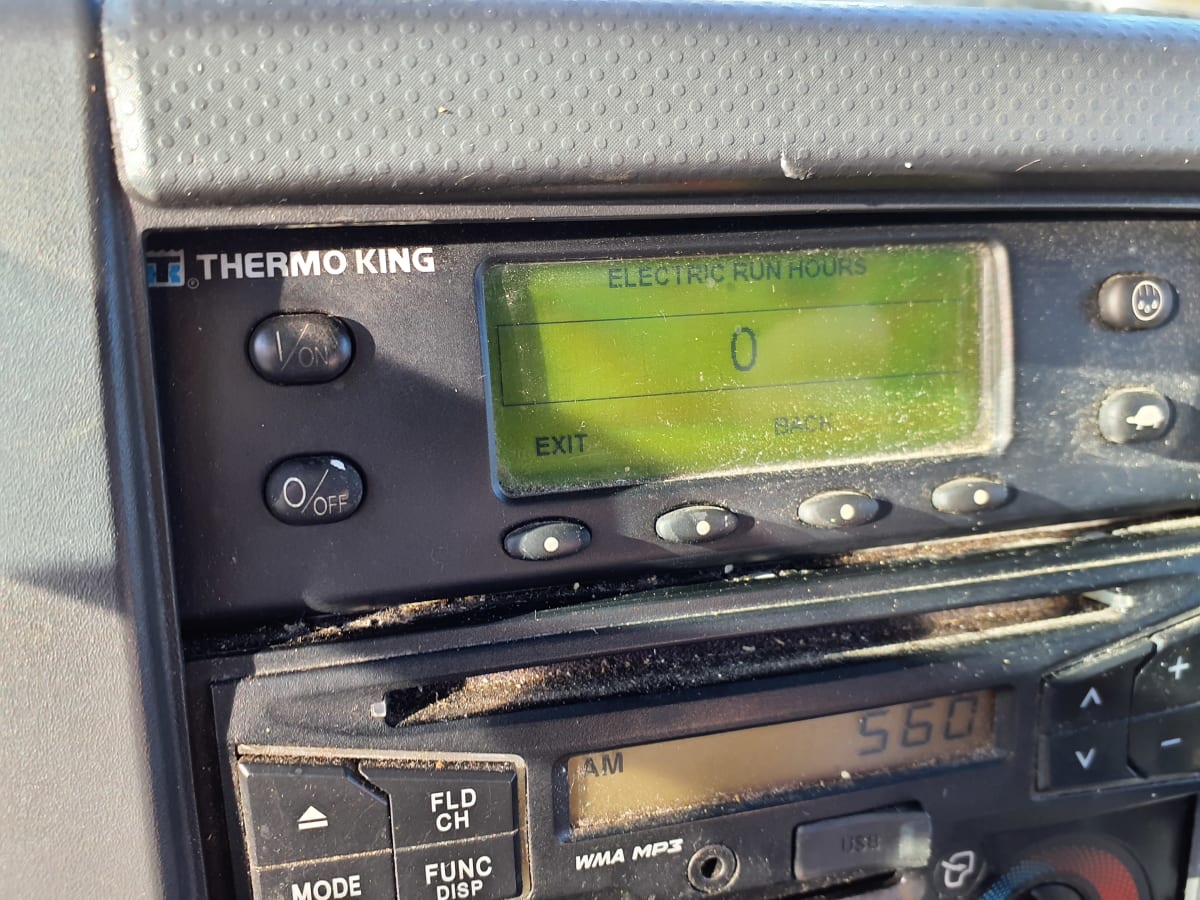 THERMO KING
ELECTRIC RUN HOURS
I/ON
0
EXIT
BACK
O/OFF
560
AM
FLD
CH
+
-
MODE
FUNC
DISP
WMA MP3
USB